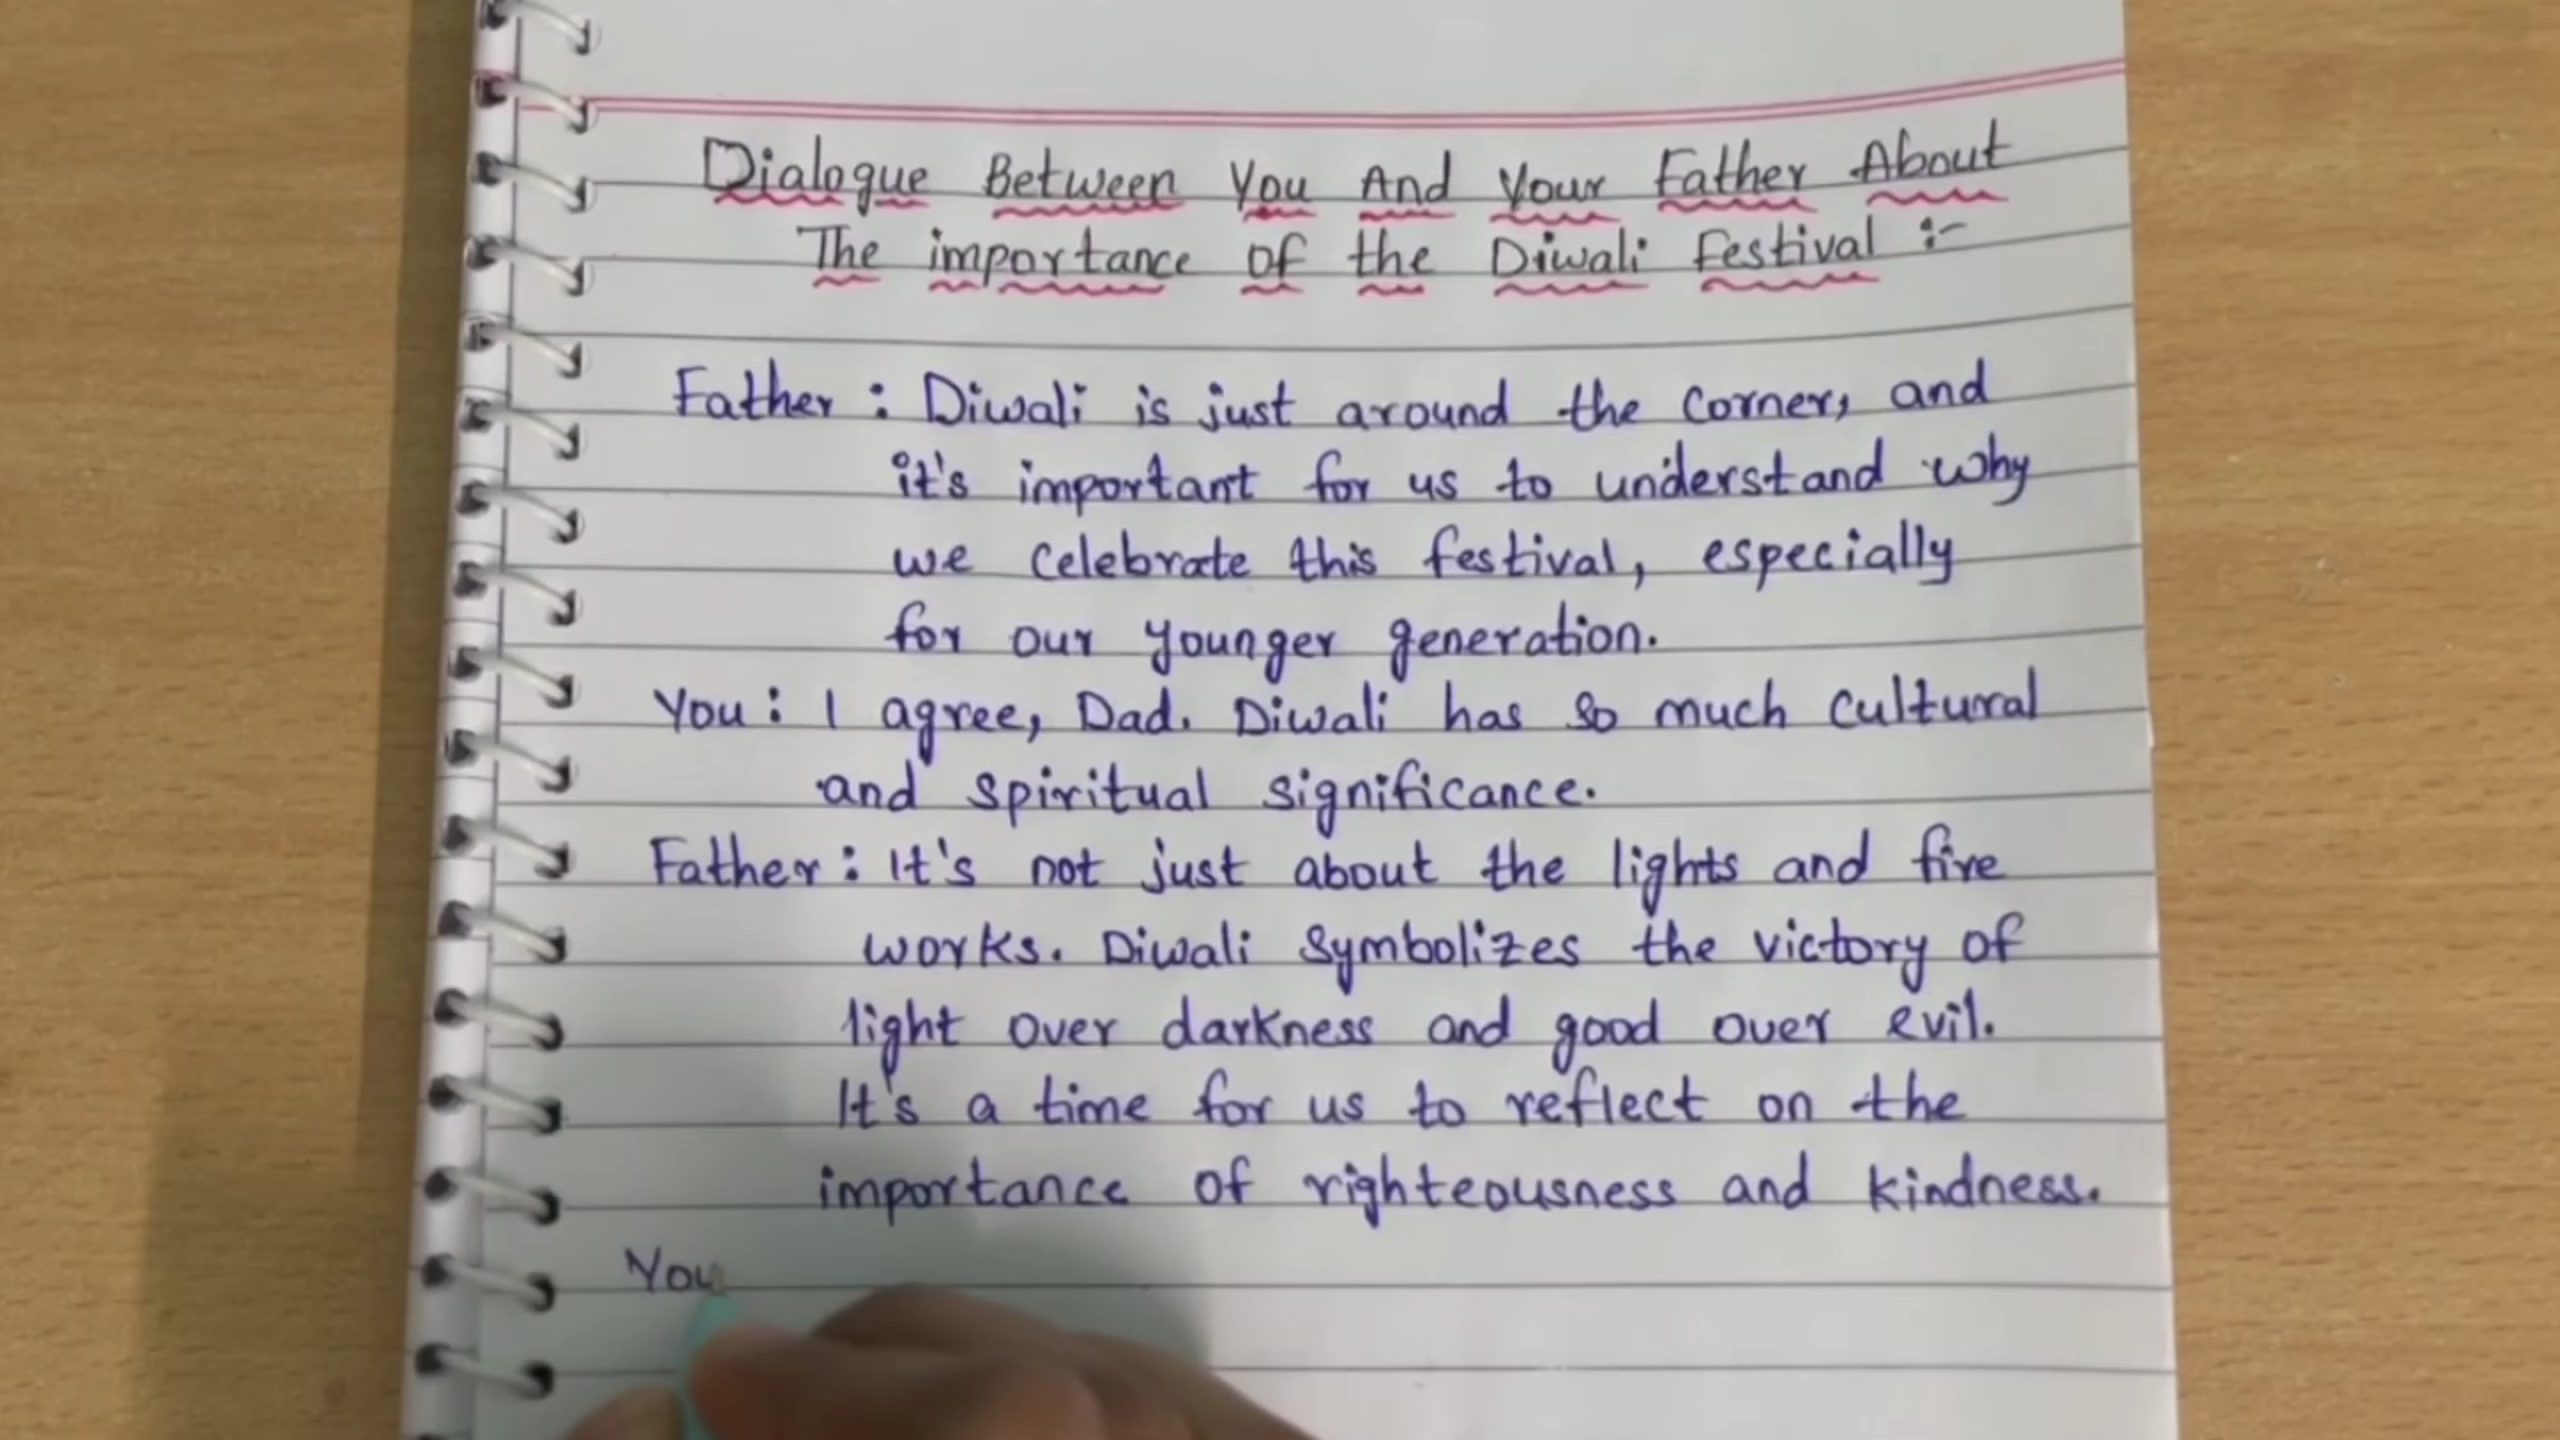 Dialogue Between You And Your Father About
The importance of the Diwali Festival :-
Father : Diwali is just around the corner, and
it's important for us to understand why
we celebrate this festival, especially
for our younger generation.
You : I agree, Dad. Diwali has so much cultural
and spiritual significance.
Father : It's not just about the lights and fire
works. Diwali symbolizes the victory of
light over darkness and good over evil.
It's a time for us to reflect on the
importance of righteousness and kindness.
You